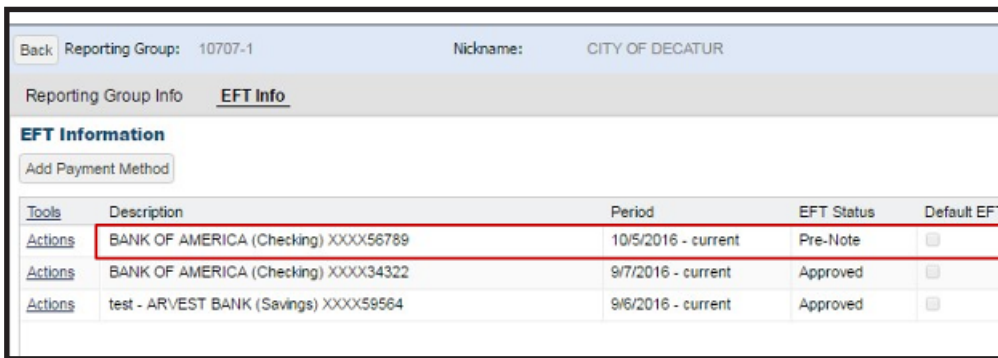 Back Reporting Group: 10707-1 Nickname: CITY OF DECATUR
Reporting Group Info EFT Info
EFT Information
Add Payment Method
Tools Description Period EFT Status Default EFT
Actions BANK OF AMERICA (Checking) XXXX56789 10/5/2016 - current Pre-Note
Actions BANK OF AMERICA (Checking) XXXX34322 9/7/2016 - current Approved
Actions test - ARVEST BANK (Savings) XXXX59564 9/6/2016 - current Approved